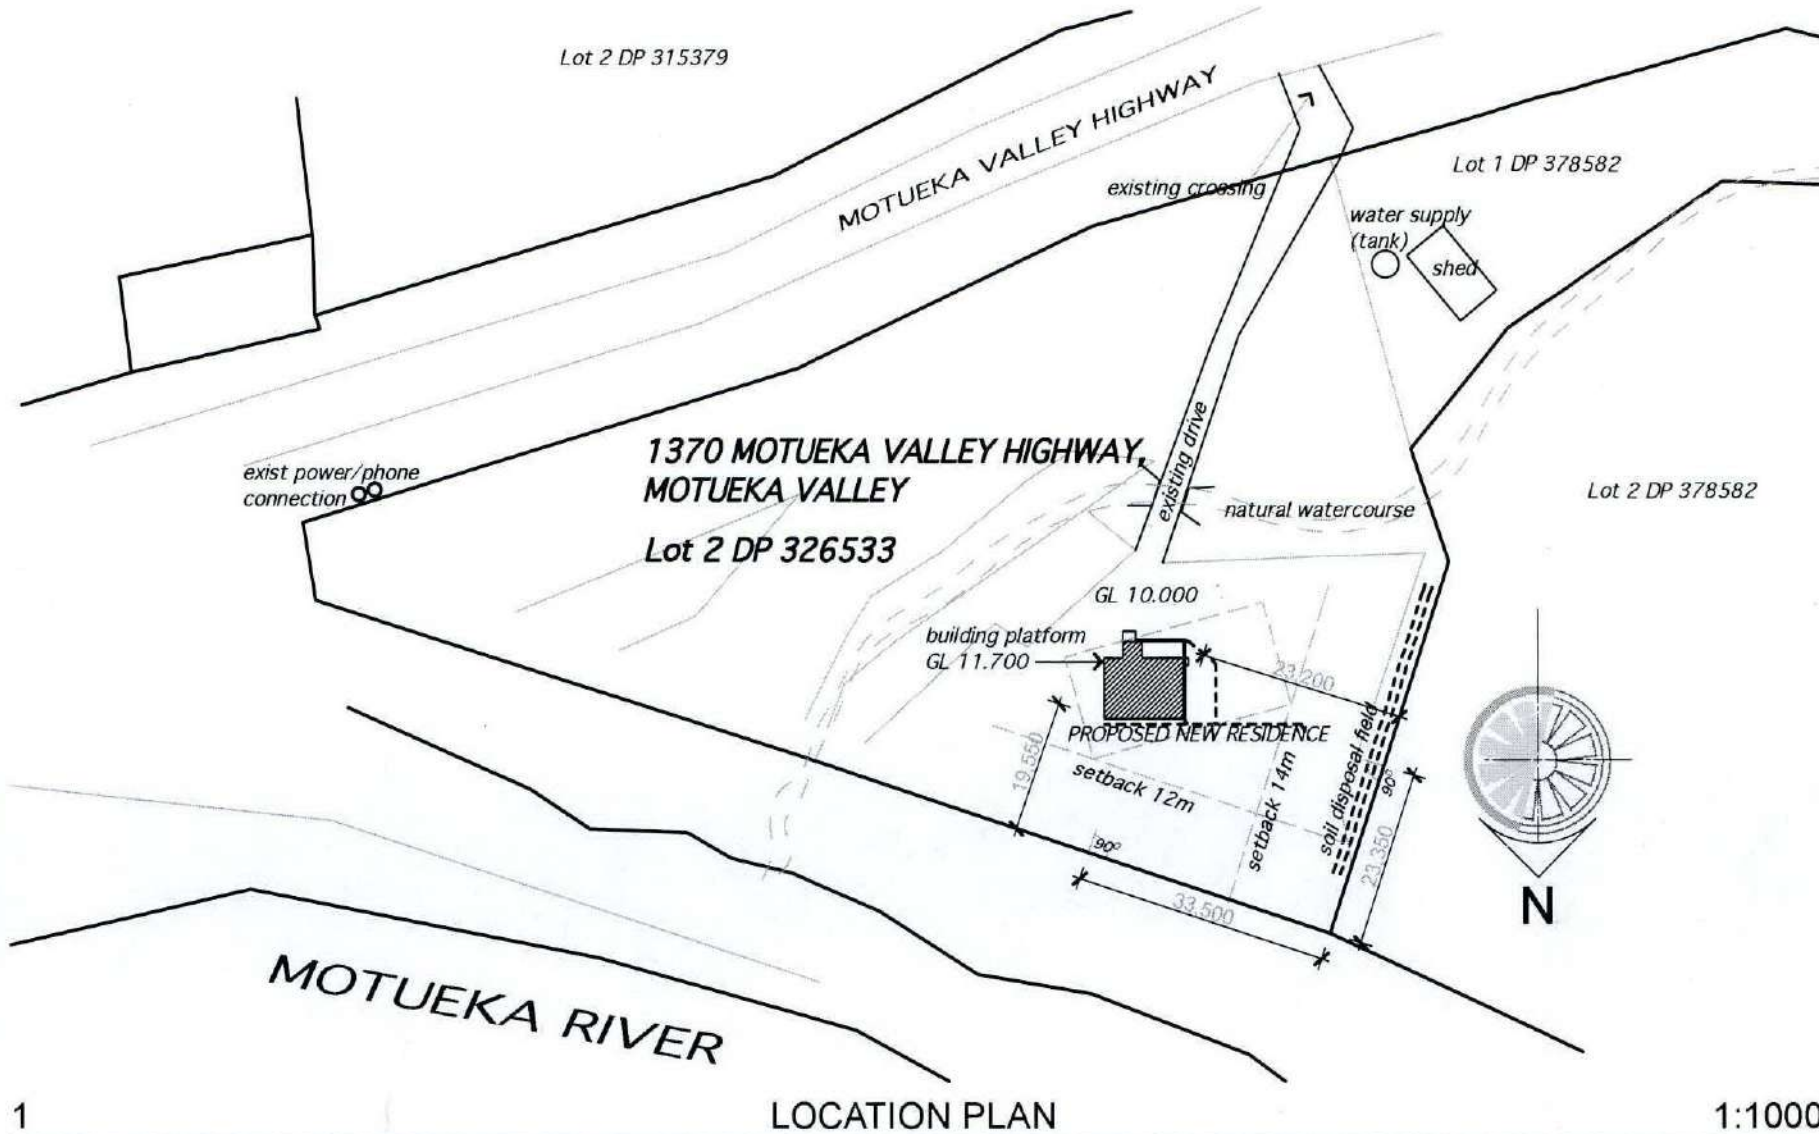 Lot 2 DP 315379
MOTUEKA VALLEY HIGHWAY
existing crossing
Lot 1 DP 378582
water supply
(tank)
shed
exist power/phone
connection
1370 MOTUEKA VALLEY HIGHWAY,
MOTUEKA VALLEY
Lot 2 DP 326533
existing drive
natural watercourse
Lot 2 DP 378582
GL 10.000
building platform
GL 11.700
23.200
PROPOSED NEW RESIDENCE
19.550
setback 12m
setback 14m
soil disposal field
90°
23.350
90°
33.500
N
MOTUEKA RIVER
1
LOCATION PLAN
1:1000